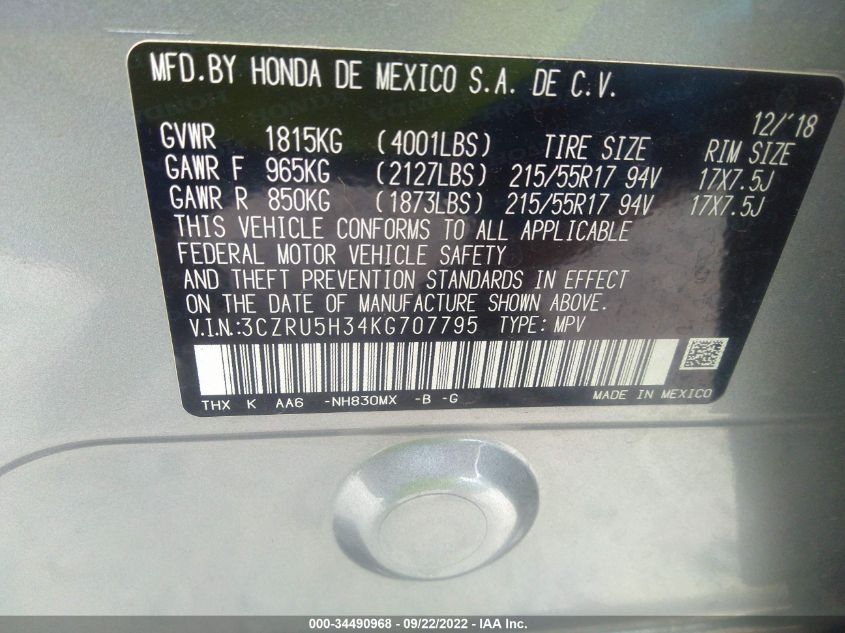 MFD.BY HONDA DE MEXICO S.A. DE C.V.
12/'18
GVWR 1815KG (4001LBS) TIRE SIZE RIM SIZE
GAWR F 965KG (2127LBS) 215/55R17 94V 17X7.5J
GAWR R 850KG (1873LBS) 215/55R17 94V 17X7.5J
THIS VEHICLE CONFORMS TO ALL APPLICABLE
FEDERAL MOTOR VEHICLE SAFETY
AND THEFT PREVENTION STANDARDS IN EFFECT
ON THE DATE OF MANUFACTURE SHOWN ABOVE.
V.I.N.:3CZRU5H34KG707795 TYPE: MPV
THX K AA6 -NH830MX -B -G MADE IN MEXICO
000-34490968 - 09/22/2022 - IAA Inc.